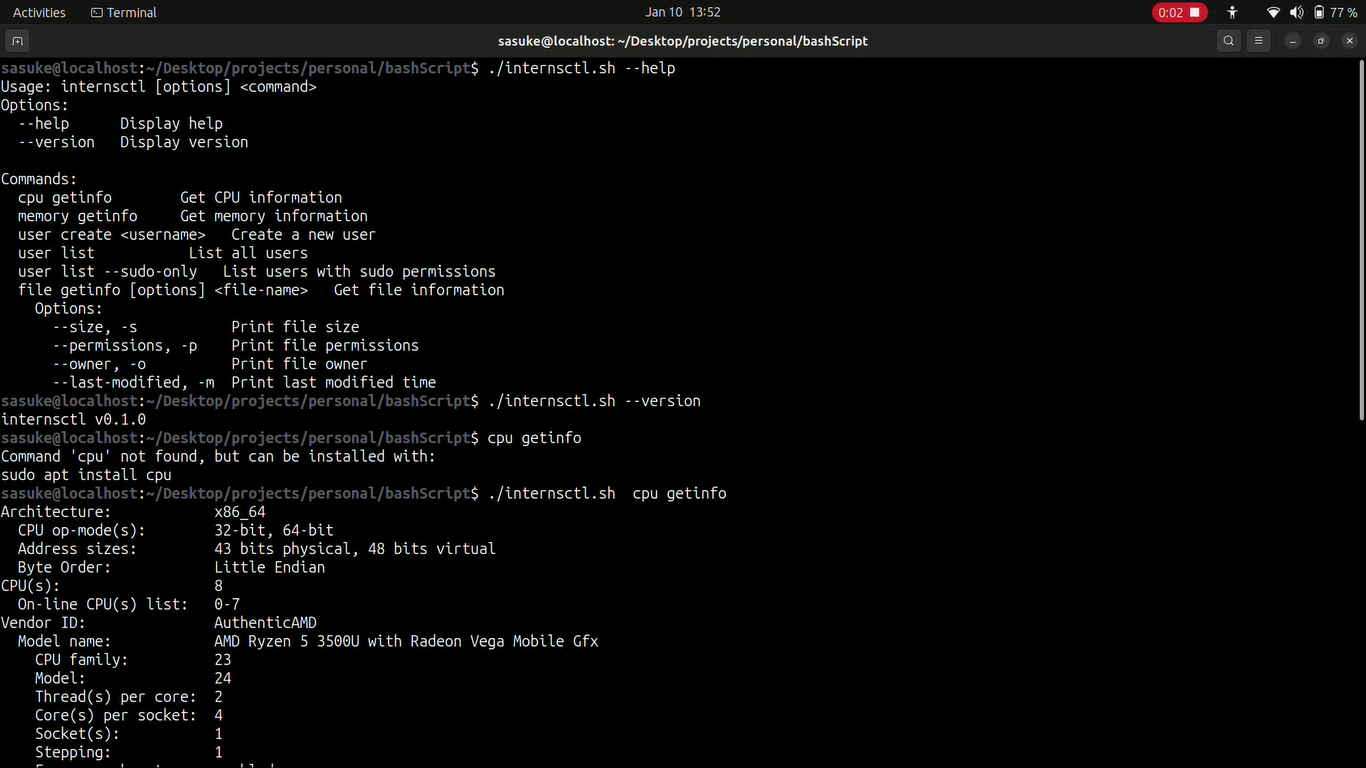 Activities Terminal Jan 10 13:52 0:02 77 %
sasuke@localhost: ~/Desktop/projects/personal/bashScript
sasuke@localhost:~/Desktop/projects/personal/bashScript$ ./internsctl.sh --help
Usage: internsctl [options] <command>
Options:
  --help      Display help
  --version   Display version

Commands:
  cpu getinfo        Get CPU information
  memory getinfo     Get memory information
  user create <username>   Create a new user
  user list           List all users
  user list --sudo-only   List users with sudo permissions
  file getinfo [options] <file-name>   Get file information
    Options:
      --size, -s           Print file size
      --permissions, -p    Print file permissions
      --owner, -o          Print file owner
      --last-modified, -m  Print last modified time
sasuke@localhost:~/Desktop/projects/personal/bashScript$ ./internsctl.sh --version
internsctl v0.1.0
sasuke@localhost:~/Desktop/projects/personal/bashScript$ cpu getinfo
Command 'cpu' not found, but can be installed with:
sudo apt install cpu
sasuke@localhost:~/Desktop/projects/personal/bashScript$ ./internsctl.sh  cpu getinfo
Architecture:            x86_64
  CPU op-mode(s):        32-bit, 64-bit
  Address sizes:         43 bits physical, 48 bits virtual
  Byte Order:            Little Endian
CPU(s):                  8
  On-line CPU(s) list:   0-7
Vendor ID:               AuthenticAMD
  Model name:            AMD Ryzen 5 3500U with Radeon Vega Mobile Gfx
    CPU family:          23
    Model:               24
    Thread(s) per core:  2
    Core(s) per socket:  4
    Socket(s):           1
    Stepping:            1